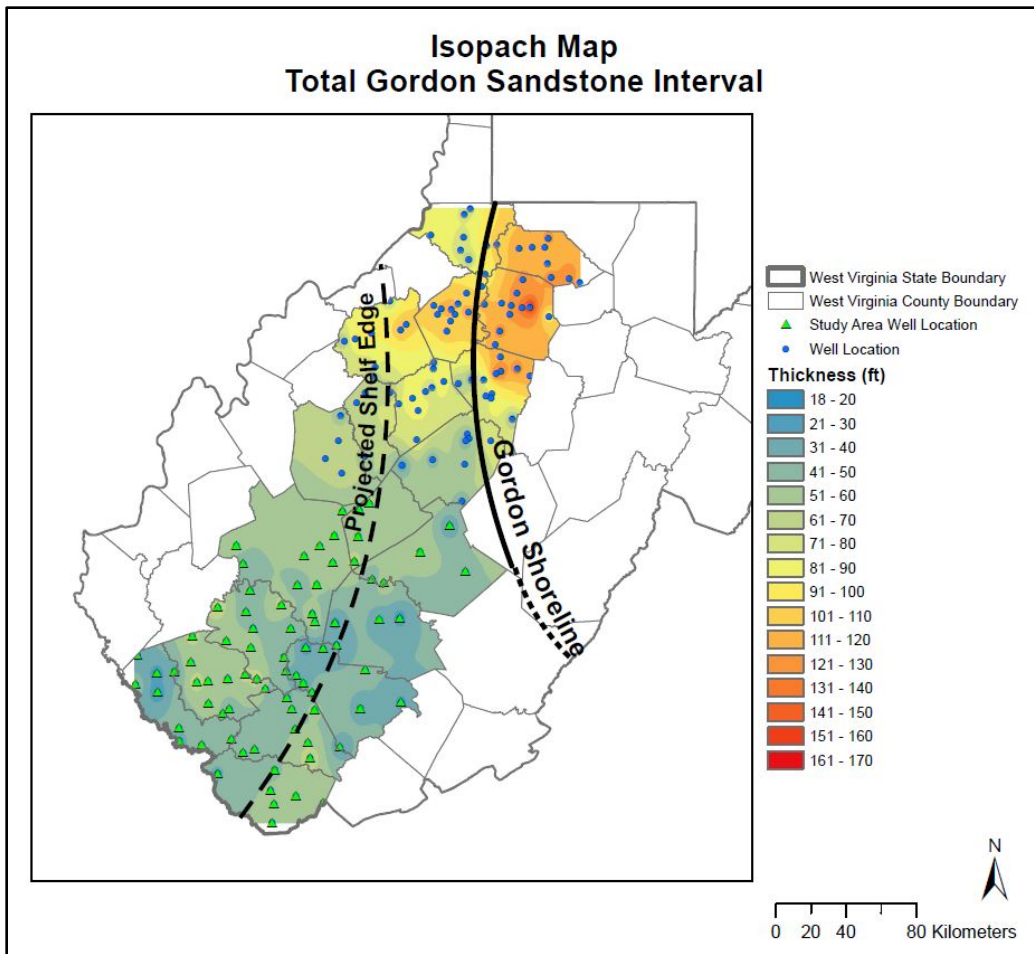 Isopach Map
Total Gordon Sandstone Interval
Projected Shelf Edge
Gordon Shoreline
West Virginia State Boundary
West Virginia County Boundary
Study Area Well Location
Well Location
Thickness (ft)
18 - 20
21 - 30
31 - 40
41 - 50
51 - 60
61 - 70
71 - 80
81 - 90
91 - 100
101 - 110
111 - 120
121 - 130
131 - 140
141 - 150
151 - 160
161 - 170
N
0 20 40 80 Kilometers